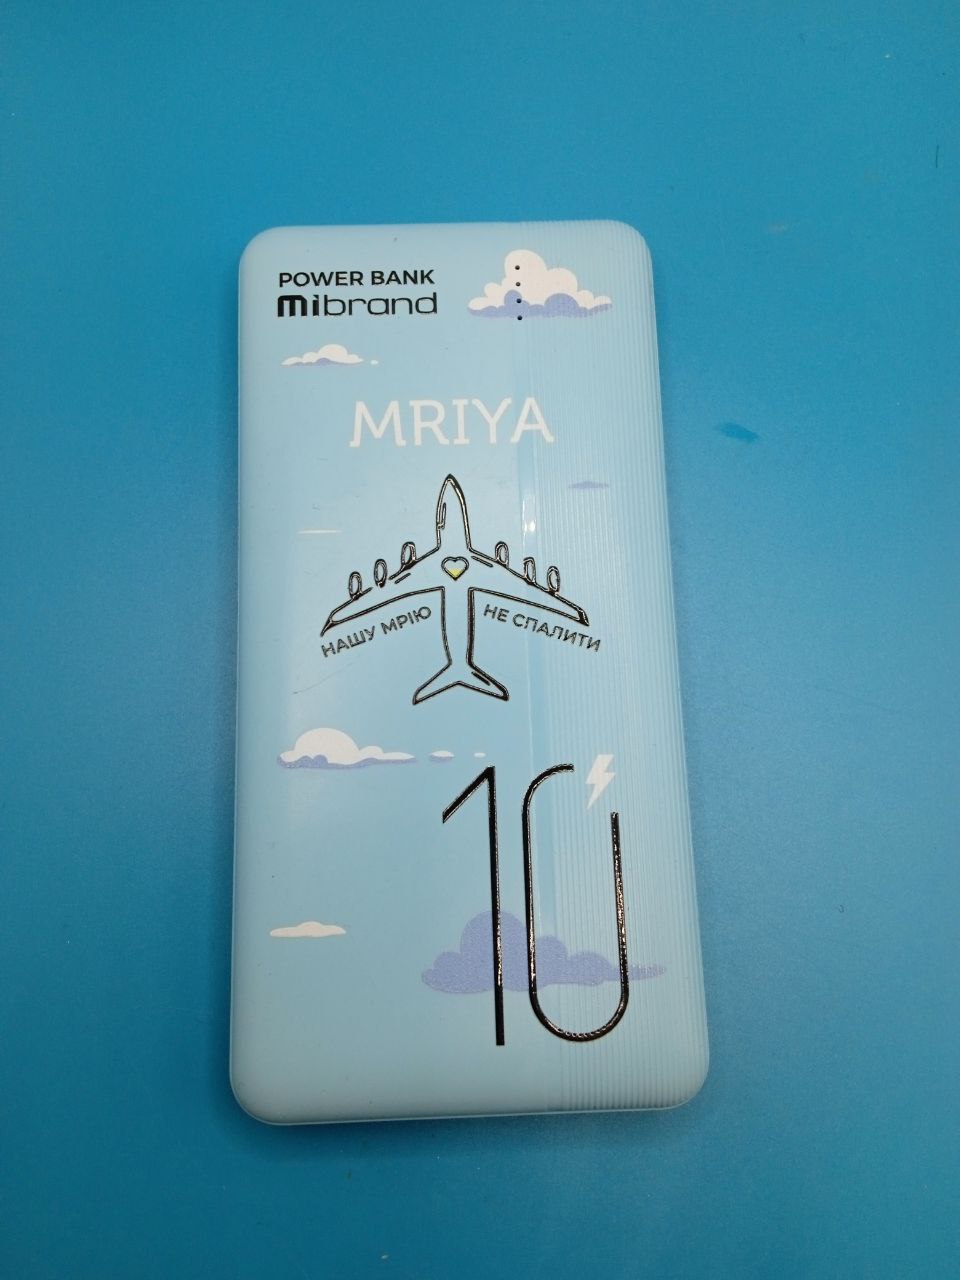 POWER BANK
mibrand
MRIYA
НАШУ МРІЮ НЕ СПАЛИТИ
10